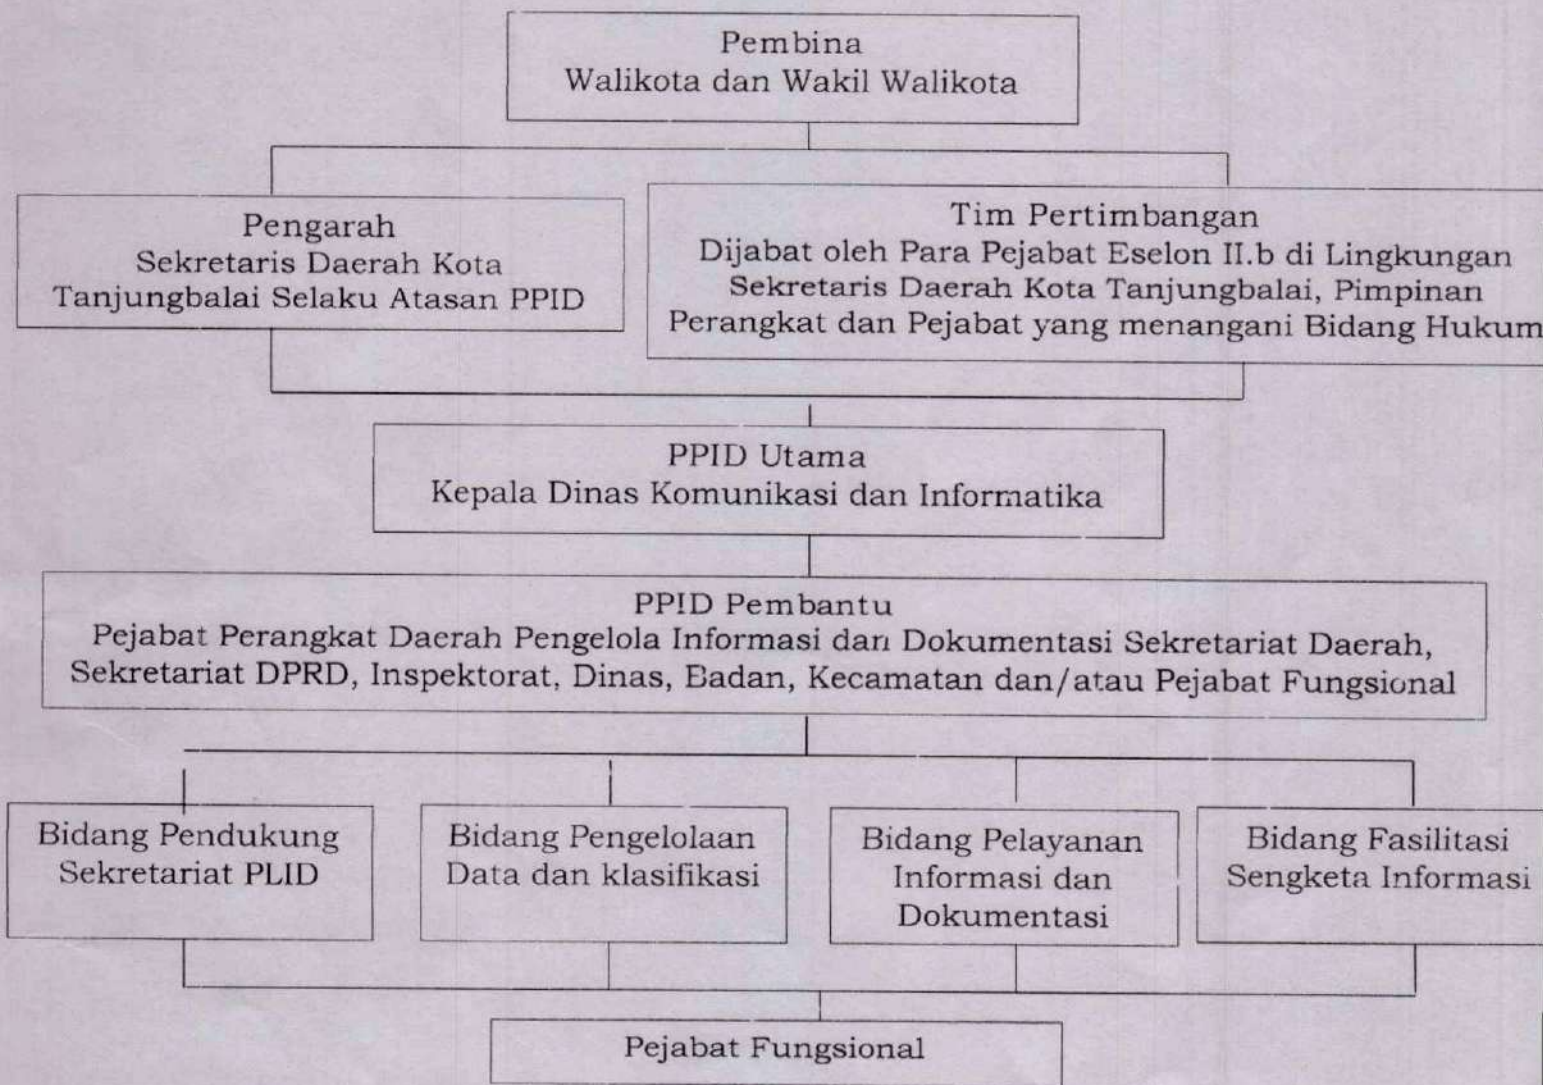 Pembina
Walikota dan Wakil Walikota
Pengarah
Sekretaris Daerah Kota
Tanjungbalai Selaku Atasan PPID
Tim Pertimbangan
Dijabat oleh Para Pejabat Eselon II.b di Lingkungan
Sekretaris Daerah Kota Tanjungbalai, Pimpinan
Perangkat dan Pejabat yang menangani Bidang Hukum
PPID Utama
Kepala Dinas Komunikasi dan Informatika
PPID Pembantu
Pejabat Perangkat Daerah Pengelola Informasi dan Dokumentasi Sekretariat Daerah,
Sekretariat DPRD, Inspektorat, Dinas, Badan, Kecamatan dan/atau Pejabat Fungsional
Bidang Pendukung
Sekretariat PLID
Bidang Pengelolaan
Data dan klasifikasi
Bidang Pelayanan
Informasi dan
Dokumentasi
Bidang Fasilitasi
Sengketa Informasi
Pejabat Fungsional